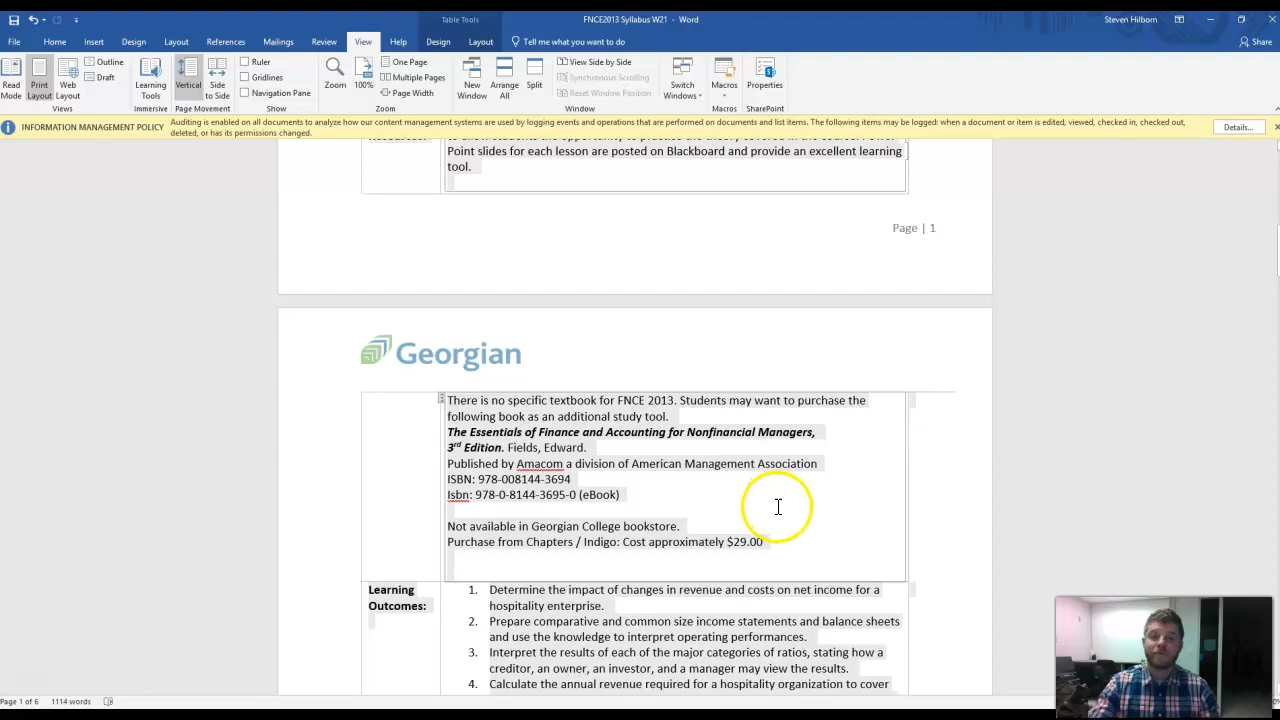 Table Tools
FNCE2013 Syllabus W21 - Word
Steven Hilborn
File Home Insert Design Layout References Mailings Review View Help Design Layout Tell me what you want to do Share
Read Mode
Print Layout
Web Layout
Outline
Draft
Views
Learning Tools
Immersive
Vertical
Side to Side
Page Movement
Ruler
Gridlines
Navigation Pane
Show
Zoom
100%
One Page
Multiple Pages
Page Width
Zoom
New Window
Arrange All
Split
View Side by Side
Synchronous Scrolling
Reset Window Position
Window
Switch Windows
Macros
Macros
Properties
SharePoint
INFORMATION MANAGEMENT POLICY
Auditing is enabled on all documents to analyze how our content management systems are used by logging events and operations that are performed on documents and list items. The following items may be logged: when a document or item is edited, viewed, checked in, checked out,
deleted, or has its permissions changed.
Details...
Point slides for each lesson are posted on Blackboard and provide an excellent learning
tool.
Page | 1
Georgian
There is no specific textbook for FNCE 2013. Students may want to purchase the
following book as an additional study tool.
The Essentials of Finance and Accounting for Nonfinancial Managers,
3rd Edition. Fields, Edward.
Published by Amacom a division of American Management Association
ISBN: 978-008144-3694
Isbn: 978-0-8144-3695-0 (eBook)
Not available in Georgian College bookstore.
Purchase from Chapters / Indigo: Cost approximately $29.00
Learning
Outcomes:
1. Determine the impact of changes in revenue and costs on net income for a
hospitality enterprise.
2. Prepare comparative and common size income statements and balance sheets
and use the knowledge to interpret operating performances.
3. Interpret the results of each of the major categories of ratios, stating how a
creditor, an owner, an investor, and a manager may view the results.
4. Calculate the annual revenue required for a hospitality organization to cover
Page 1 of 6 1114 words